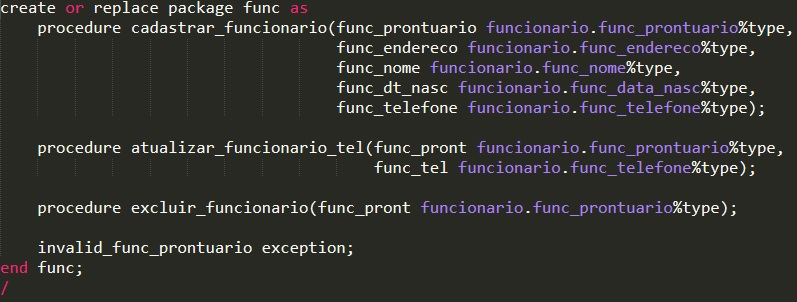 create or replace package func as
    procedure cadastrar_funcionario(func_prontuario funcionario.func_prontuario%type,
                                    func_endereco funcionario.func_endereco%type,
                                    func_nome funcionario.func_nome%type,
                                    func_dt_nasc funcionario.func_data_nasc%type,
                                    func_telefone funcionario.func_telefone%type);
    procedure atualizar_funcionario_tel(func_pront funcionario.func_prontuario%type,
                                        func_tel funcionario.func_telefone%type);
    procedure excluir_funcionario(func_pront funcionario.func_prontuario%type);
    invalid_func_prontuario exception;
end func;
/